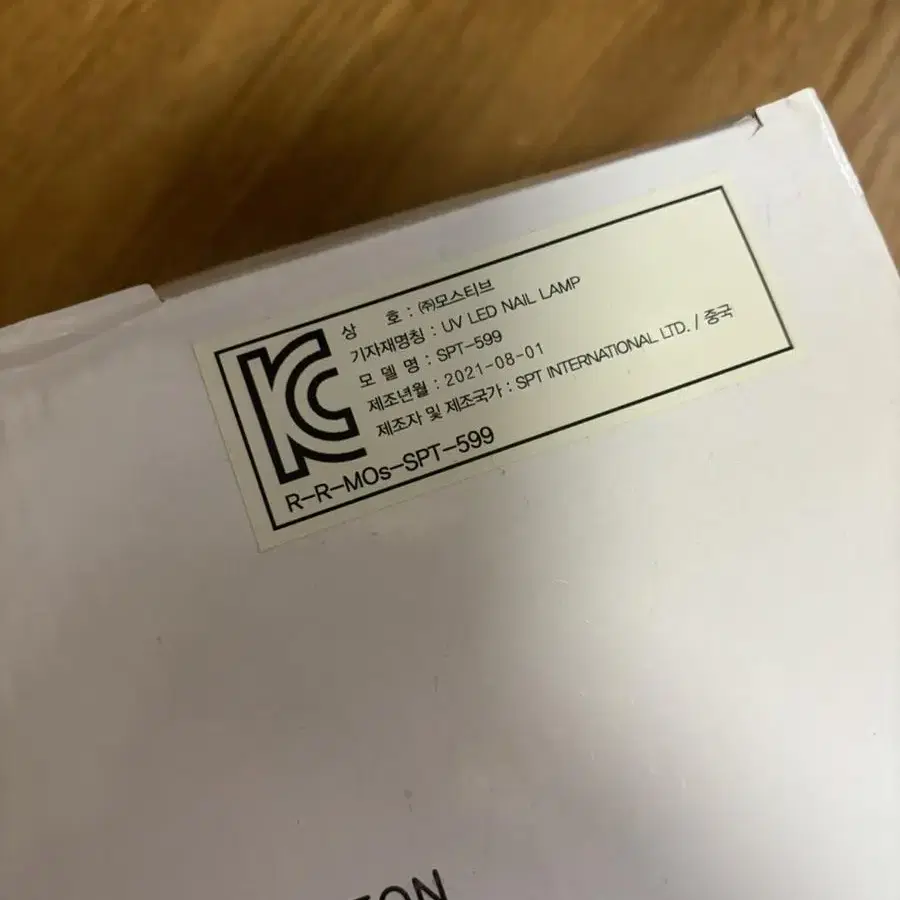 KC
상 호 : ㈜모스티브
기자재명칭 : UV LED NAIL LAMP
모 델 명 : SPT-599
제조년월 : 2021-08-01
제조자 및 제조국가 : SPT INTERNATIONAL LTD. / 중국
R-R-MOs-SPT-599